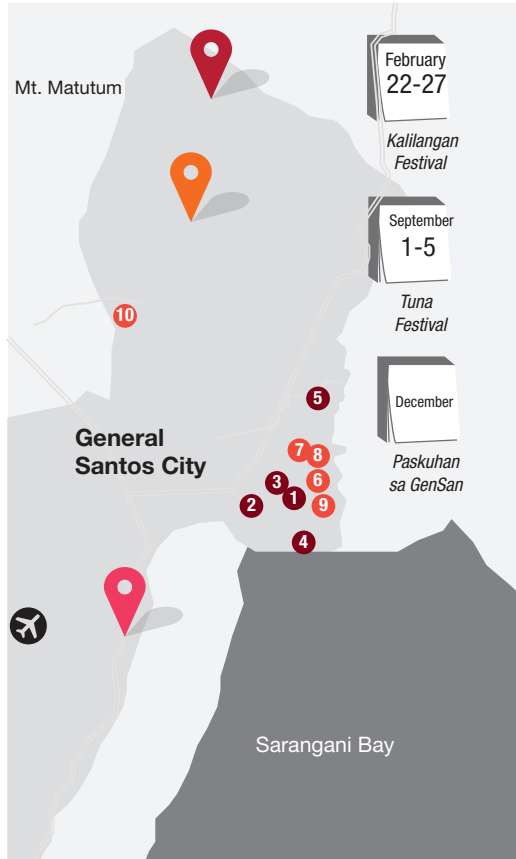 Mt. Matutum
February
22-27
Kalilangan
Festival
September
1-5
Tuna
Festival
10
December
5
Paskuhan
sa GenSan
General
Santos City
7
8
3
6
1
2
9
4
Sarangani Bay